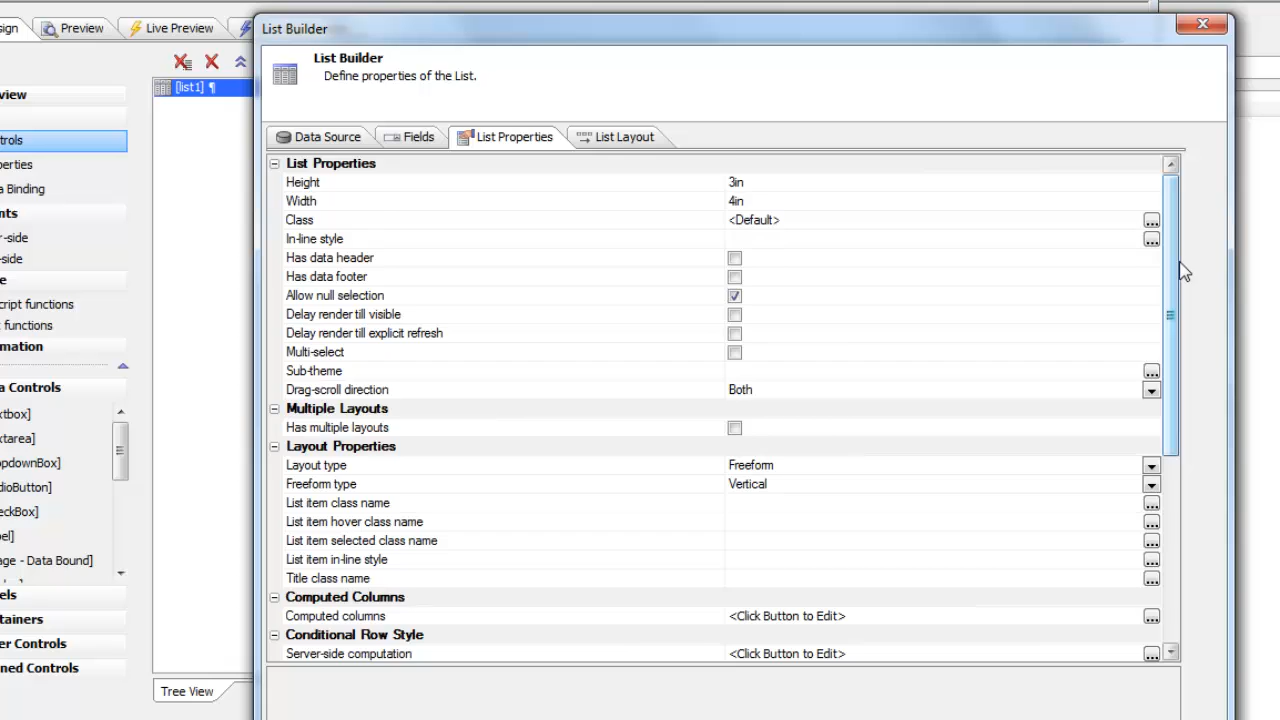 ign
Preview
Live Preview
List Builder
List Builder
Define properties of the List.
[list1] ¶
view
trols
perties
a Binding
nts
r-side
-side
e
cript functions
t functions
mation
a Controls
xtbox]
xtarea]
opdownBox]
dioButton]
eckBox]
el]
age - Data Bound]
els
tainers
er Controls
ned Controls
Tree View
Data Source
Fields
List Properties
List Layout
List Properties
Height 3in
Width 4in
Class <Default>
In-line style
Has data header
Has data footer
Allow null selection
Delay render till visible
Delay render till explicit refresh
Multi-select
Sub-theme
Drag-scroll direction Both
Multiple Layouts
Has multiple layouts
Layout Properties
Layout type Freeform
Freeform type Vertical
List item class name
List item hover class name
List item selected class name
List item in-line style
Title class name
Computed Columns
Computed columns <Click Button to Edit>
Conditional Row Style
Server-side computation <Click Button to Edit>